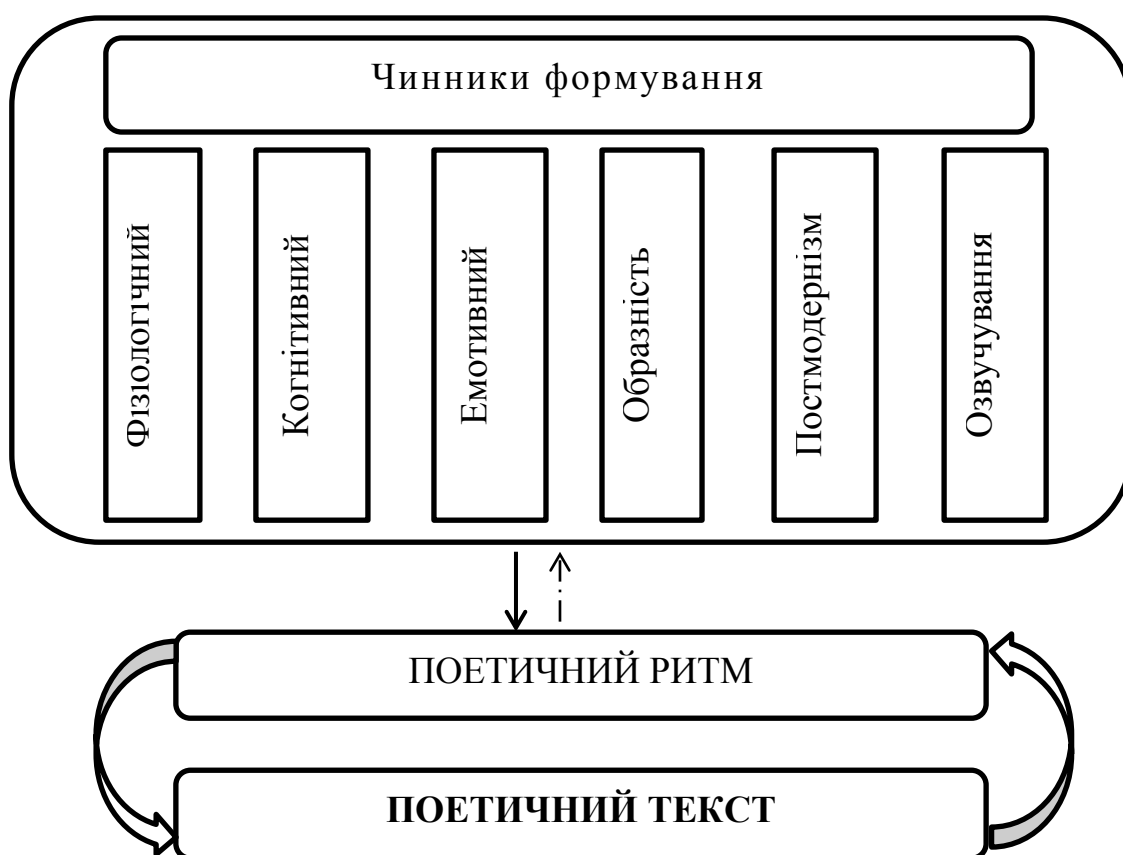 Чинники формування
Фізіологічний
Когнітивний
Емотивний
Образність
Постмодернізм
Озвучування
ПОЕТИЧНИЙ РИТМ
ПОЕТИЧНИЙ ТЕКСТ